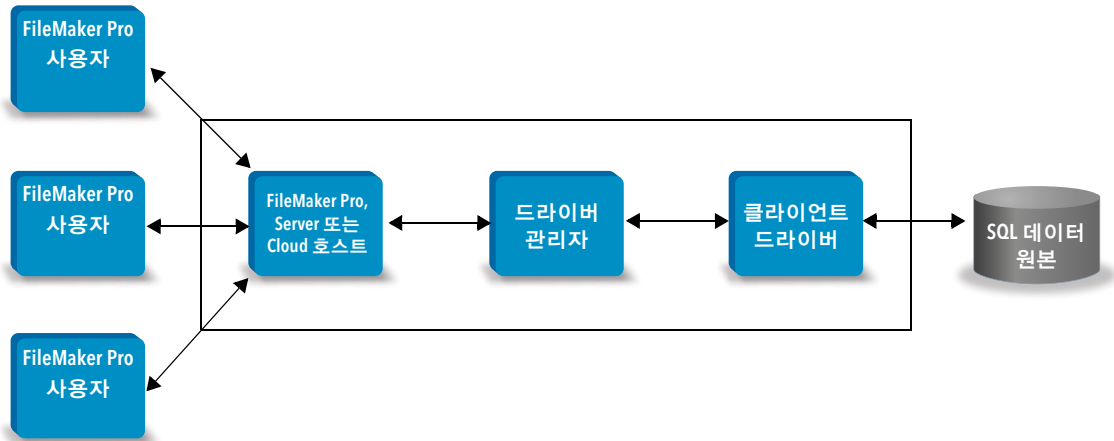 FileMaker Pro
사용자
FileMaker Pro
사용자
FileMaker Pro,
Server 또는
Cloud 호스트
드라이버
관리자
클라이언트
드라이버
SQL 데이터
원본
FileMaker Pro
사용자